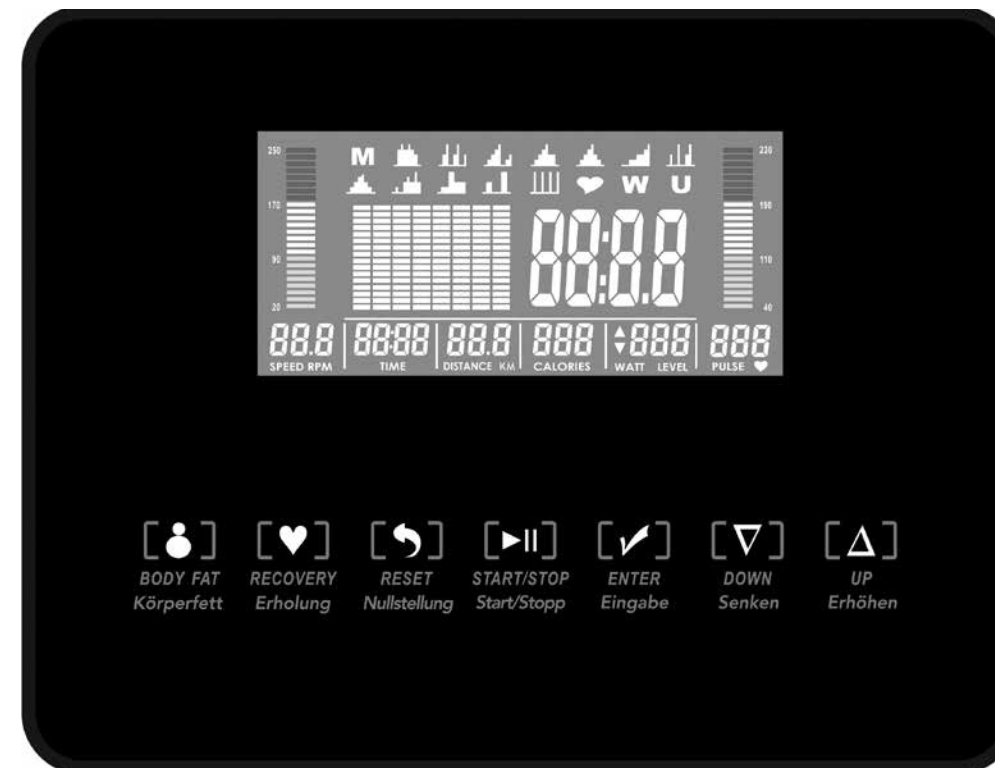 250
220
M
W U
170
190
88:8.8
90
110
20
40
88.8 88:88 88.8 888 888 888
SPEED RPM TIME DISTANCE KM CALORIES WATT LEVEL PULSE
BODY FAT RECOVERY RESET START/STOP ENTER DOWN UP
Körperfett Erholung Nullstellung Start/Stopp Eingabe Senken Erhöhen